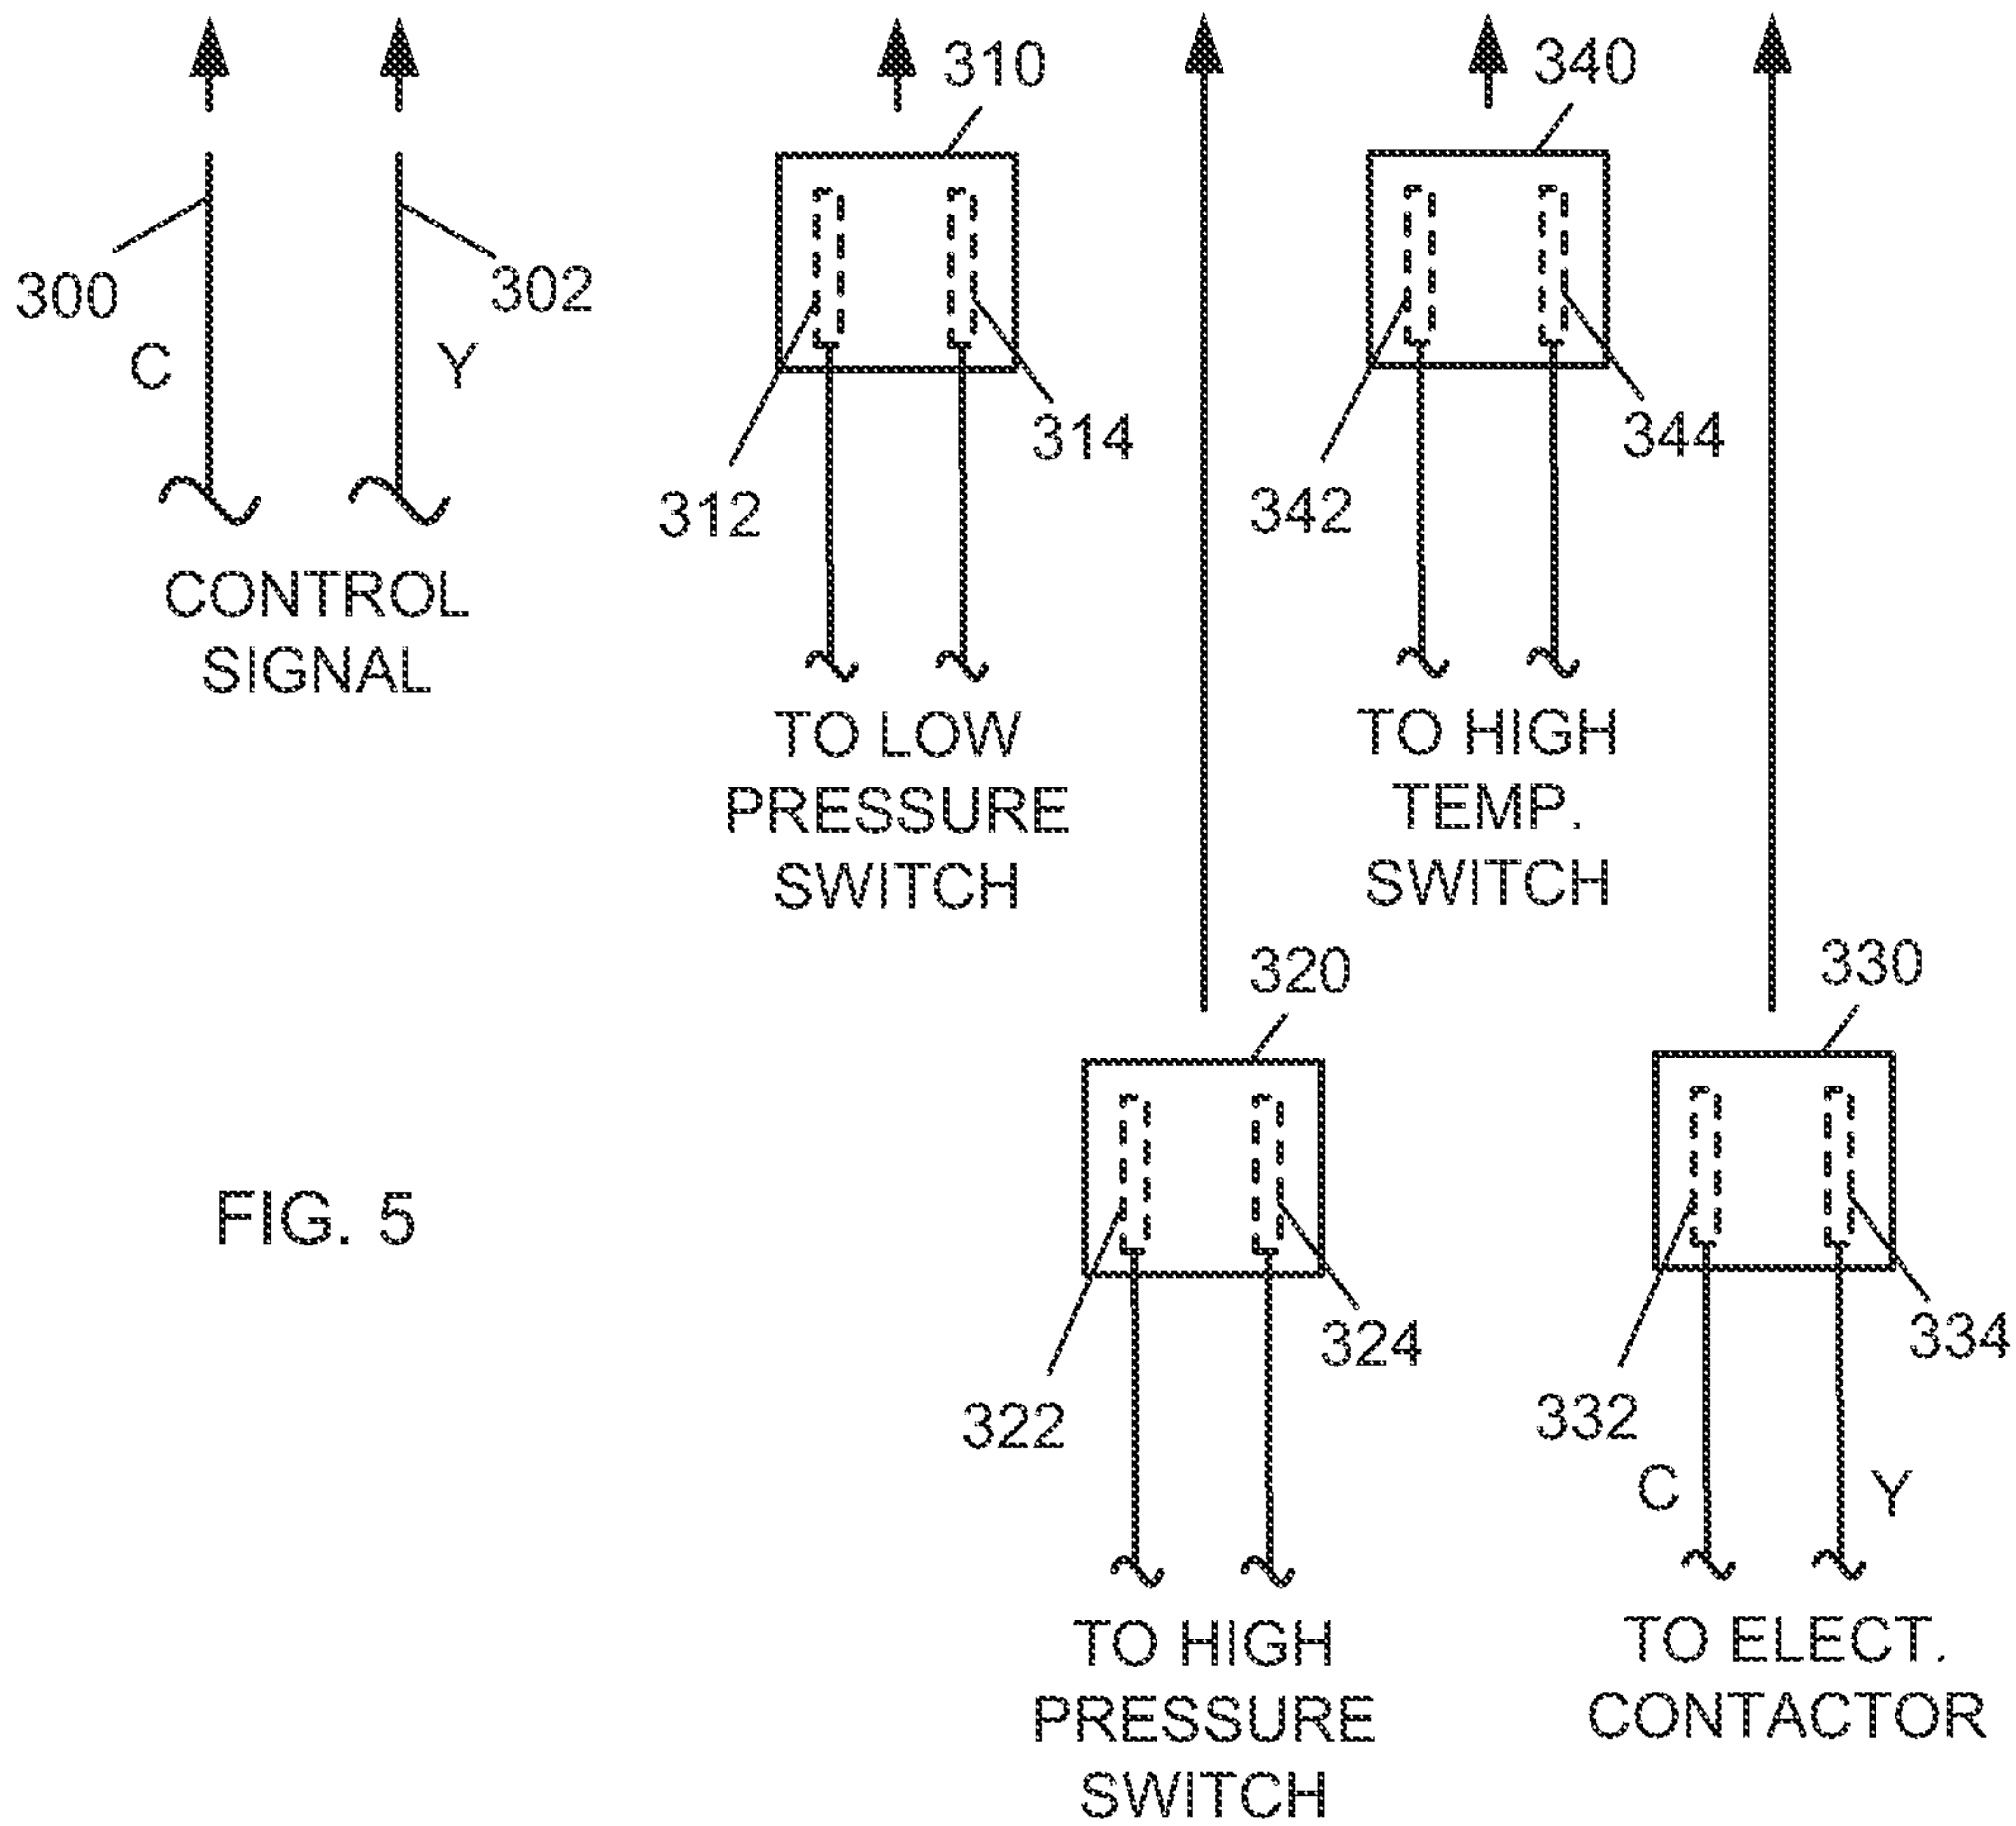 310
340
300
302
C
Y
314
344
312
342
CONTROL
SIGNAL
TO LOW
PRESSURE
SWITCH
TO HIGH
TEMP.
SWITCH
320
330
FIG. 5
324
334
322
332
C
Y
TO HIGH
PRESSURE
SWITCH
TO ELECT.
CONTACTOR